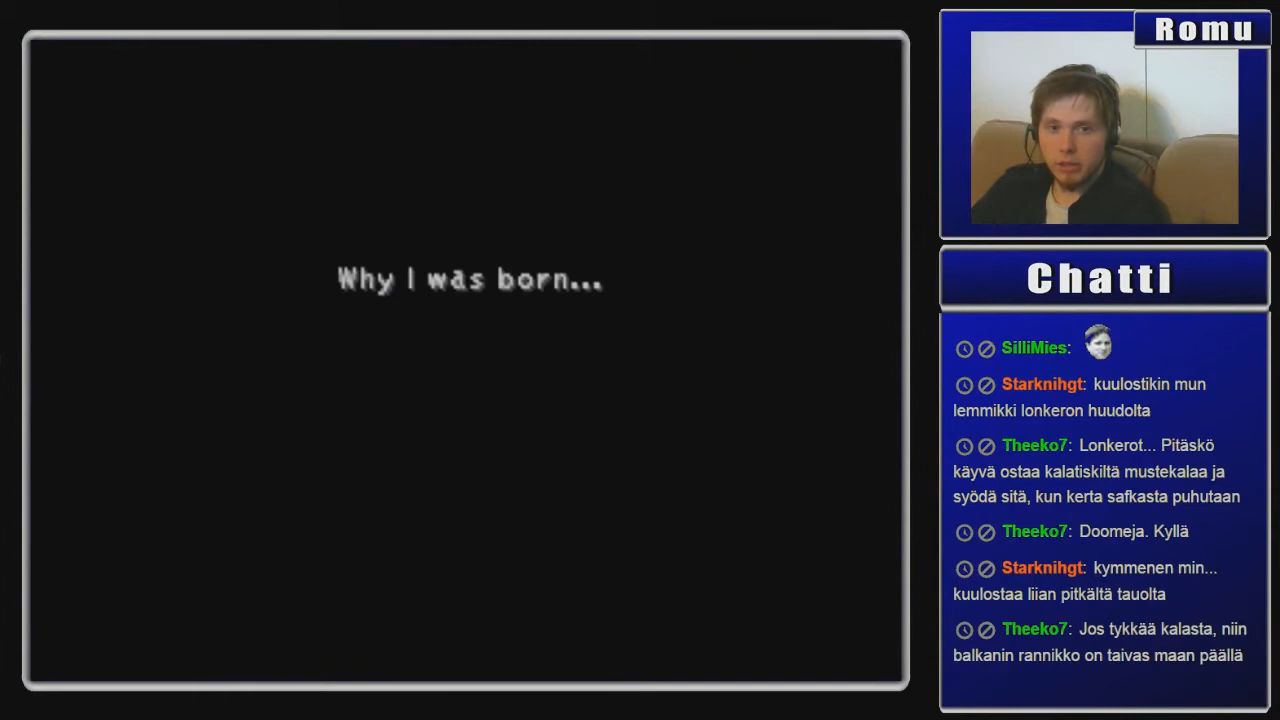 Why I was born...
Romu
Chatti
SilliMies:
Starknihgt: kuulostikin mun
lemmikki lonkeron huudolta
Theeko7: Lonkerot... Pitäskö
käyvä ostaa kalatiskiltä mustekalaa ja
syödä sitä, kun kerta safkasta puhutaan
Theeko7: Doomeja. Kyllä
Starknihgt: kymmenen min...
kuulostaa liian pitkältä tauolta
Theeko7: Jos tykkää kalasta, niin
balkanin rannikko on taivas maan päällä